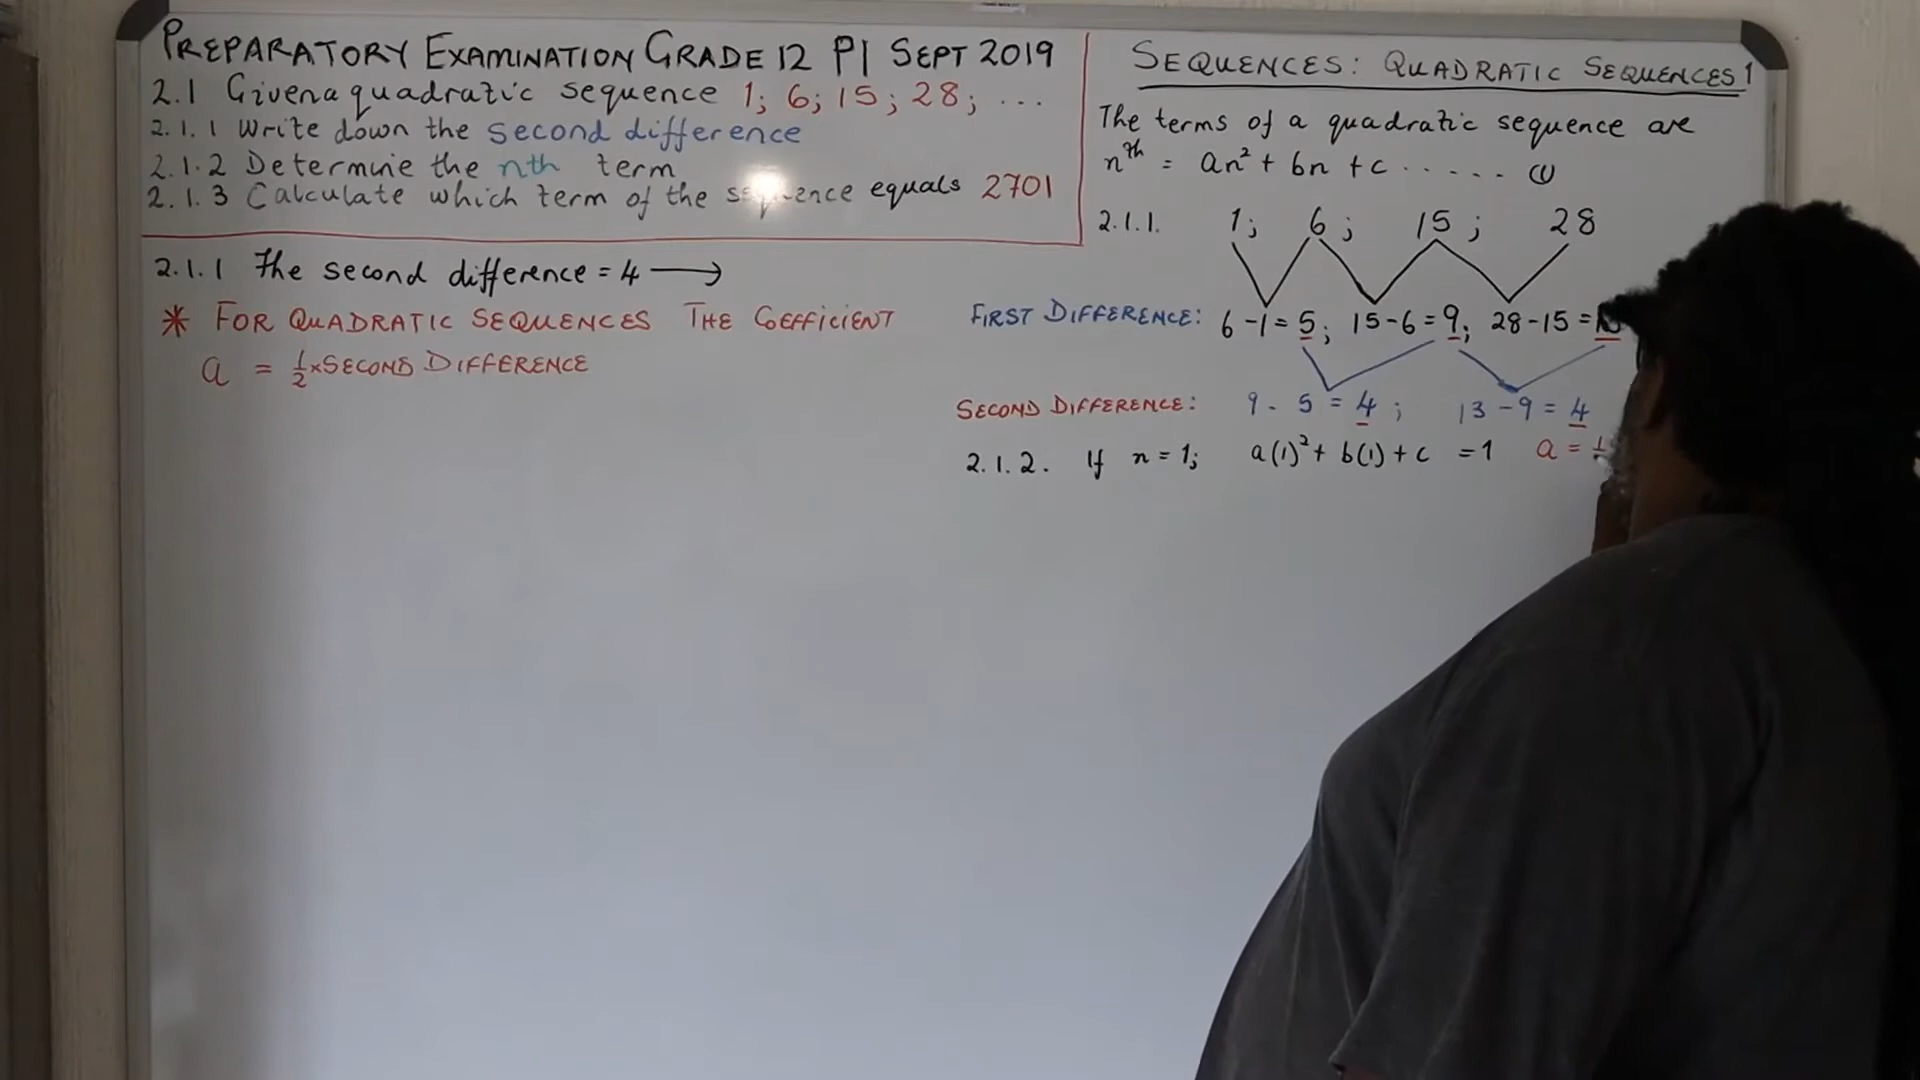 PREPARATORY EXAMINATION GRADE 12 P1 SEPT 2019
2.1 Given a quadratic sequence 1; 6; 15; 28; ...
2.1.1 Write down the second difference
2.1.2 Determine the nth term
2.1.3 Calculate which term of the sequence equals 2701
2.1.1 The second difference = 4 ⟶
* FOR QUADRATIC SEQUENCES THE COEFFICIENT
a = ½ × SECOND DIFFERENCE
SEQUENCES: QUADRATIC SEQUENCES 1
The terms of a quadratic sequence are
nᵗʰ = an² + bn + c ..... (1)
2.1.1. 1; 6; 15; 28
FIRST DIFFERENCE: 6-1 = 5; 15-6 = 9; 28-15 =
SECOND DIFFERENCE: 9-5 = 4; 13-9 = 4
2.1.2. If n = 1; a(1)² + b(1) + c = 1 a =